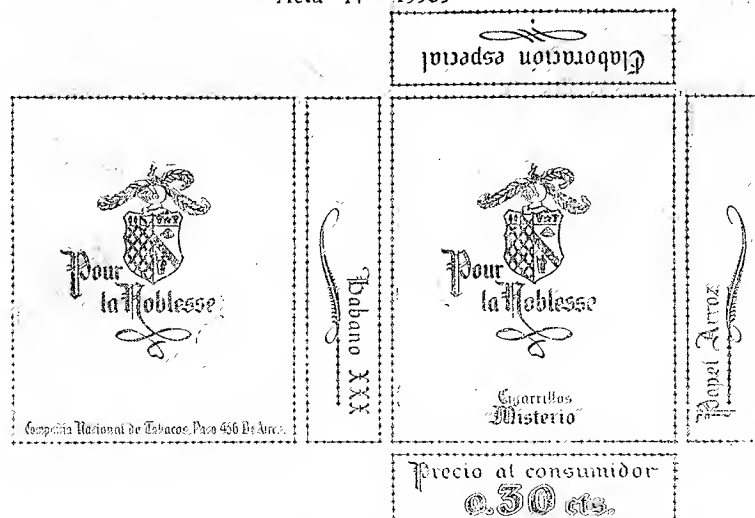 Elaboración especial
Pour
la Noblesse
Compañía Nacional de Tabacos, Paso 456 Bs Aires.
Habano XXX
Pour
la Noblesse
Cigarrillos
"Misterio"
Papel Arroz
Precio al consumidor
0.30 cts.